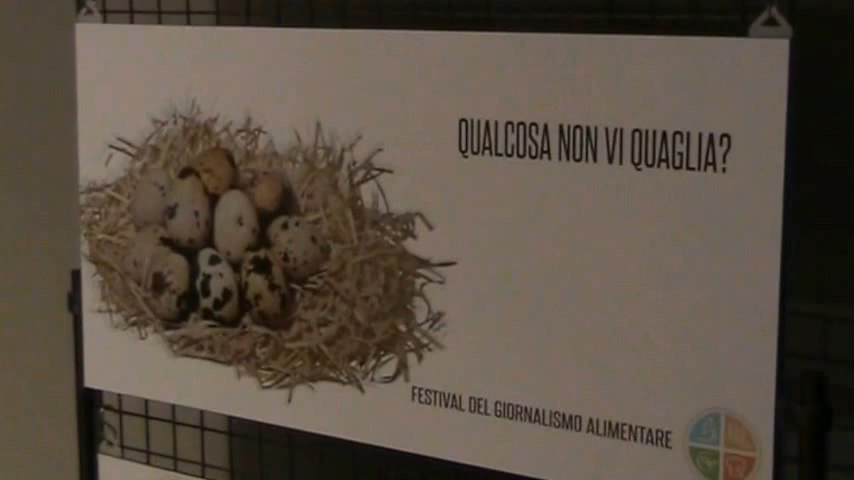 QUALCOSA NON VI QUAGLIA?
FESTIVAL DEL GIORNALISMO ALIMENTARE